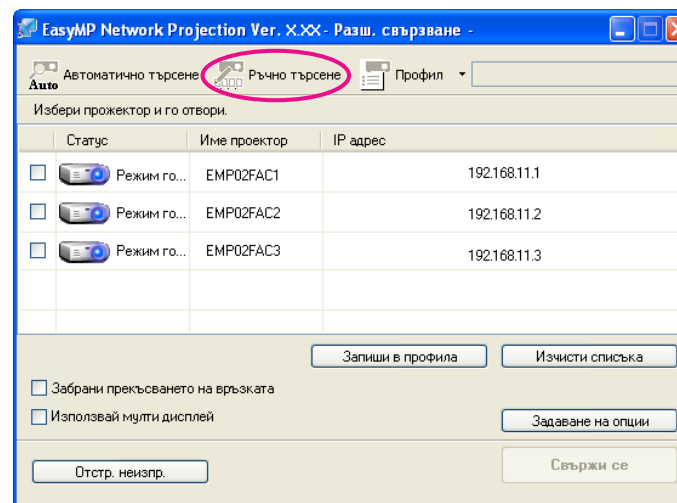 EasyMP Network Projection Ver. X.XX - Разш. свързване -
Auto Автоматично търсене Ръчно търсене Профил
Избери прожектор и го отвори.
Статус Име проектор IP адрес
Режим го... EMP02FAC1 192.168.11.1
Режим го... EMP02FAC2 192.168.11.2
Режим го... EMP02FAC3 192.168.11.3
Запиши в профила Изчисти списъка
Забрани прекъсването на връзката
Използвай мулти дисплей Задаване на опции
Отстр. неизпр. Свържи се